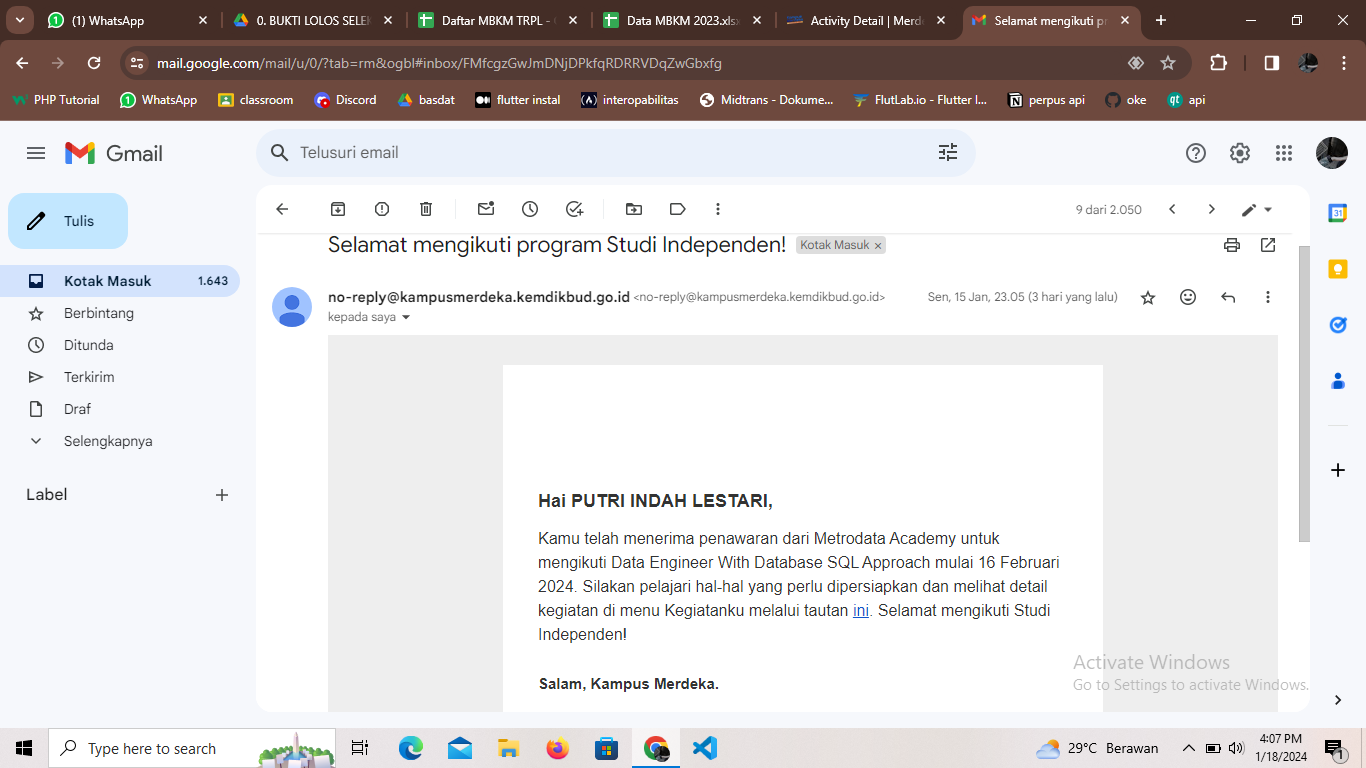 (1) WhatsApp
0. BUKTI LOLOS SELEK
Daftar MBKM TRPL - G
Data MBKM 2023.xlsx
Activity Detail | Merde
Selamat mengikuti pr
mail.google.com/mail/u/0/?tab=rm&ogbl#inbox/FMfcgzGwJmDNjDPkfqRDRRVDqZwGbxfg
PHP Tutorial WhatsApp classroom Discord basdat flutter instal interopabilitas Midtrans - Dokume... FlutLab.io - Flutter I... perpus api oke qt api
Gmail
Telusuri email
Tulis
9 dari 2.050
Selamat mengikuti program Studi Independen! Kotak Masuk
Kotak Masuk 1.643
Berbintang
Ditunda
Terkirim
Draf
Selengkapnya
Label
no-reply@kampusmerdeka.kemdikbud.go.id <no-reply@kampusmerdeka.kemdikbud.go.id>
Sen, 15 Jan, 23.05 (3 hari yang lalu)
kepada saya
31
Hai PUTRI INDAH LESTARI,
Kamu telah menerima penawaran dari Metrodata Academy untuk
mengikuti Data Engineer With Database SQL Approach mulai 16 Februari
2024. Silakan pelajari hal-hal yang perlu dipersiapkan dan melihat detail
kegiatan di menu Kegiatanku melalui tautan ini. Selamat mengikuti Studi
Independen!
Salam, Kampus Merdeka.
Activate Windows
Go to Settings to activate Windows.
Type here to search
29°C Berawan
4:07 PM
1/18/2024
1